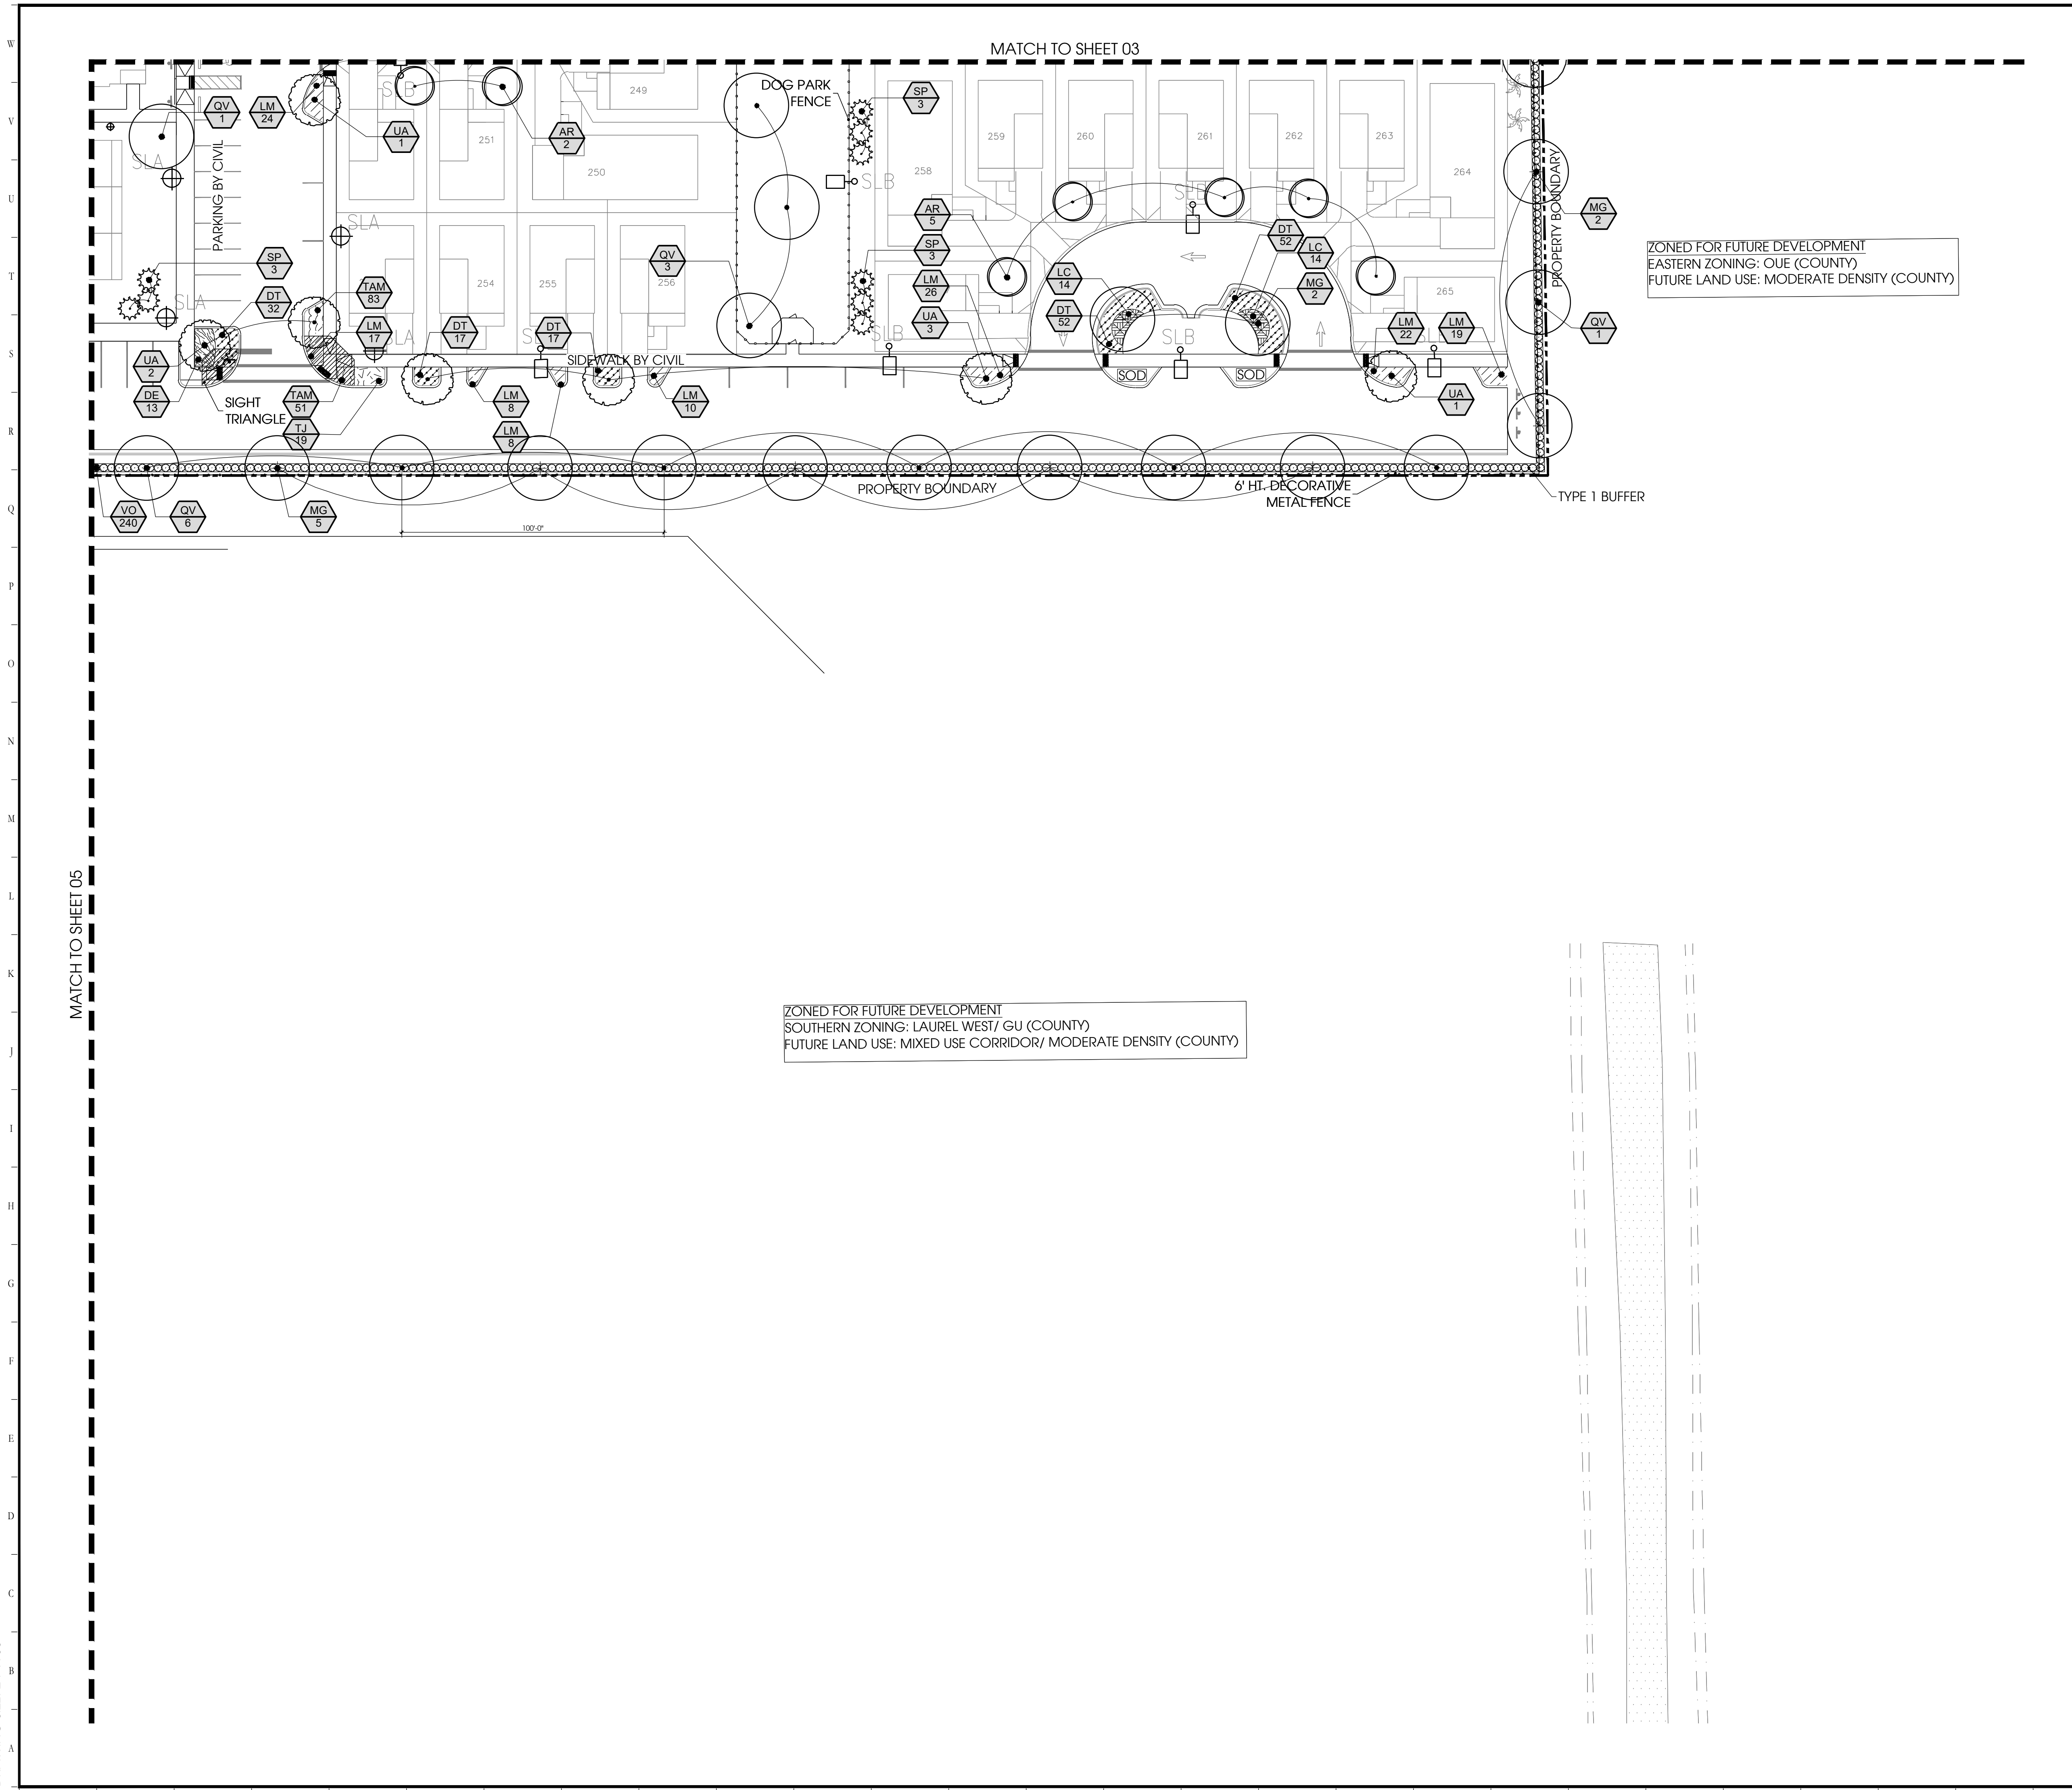 MATCH TO SHEET 03
W
V
U
T
S
R
Q
P
O
N
M
L
K
J
I
H
G
F
E
D
C
B
A
MATCH TO SHEET 05
QV
1
LM
24
UA
1
AR
2
SLB
SLA
PARKING BY CIVIL
249
251
250
DOG PARK
FENCE
SP
3
SLB
258
259
260
261
262
263
264
SLB
PROPERTY BOUNDARY
MG
2
ZONED FOR FUTURE DEVELOPMENT
EASTERN ZONING: OUE (COUNTY)
FUTURE LAND USE: MODERATE DENSITY (COUNTY)
SLA
AR
5
SP
3
LM
26
UA
3
DT
52
LC
14
MG
2
LC
14
DT
52
SP
3
DT
32
SLA
TAM
83
LM
17
SLA
254
255
256
QV
3
DT
17
DT
17
SIDEWALK BY CIVIL
SLB
SLB
265
LM
22
LM
19
QV
1
UA
2
DE
13
SIGHT
TRIANGLE
TAM
51
TJ
19
LM
8
LM
8
LM
10
SOD
SOD
UA
1
PROPERTY BOUNDARY
6' HT. DECORATIVE
METAL FENCE
TYPE 1 BUFFER
VO
240
QV
6
MG
5
100'-0"
ZONED FOR FUTURE DEVELOPMENT
SOUTHERN ZONING: LAUREL WEST/ GU (COUNTY)
FUTURE LAND USE: MIXED USE CORRIDOR/ MODERATE DENSITY (COUNTY)